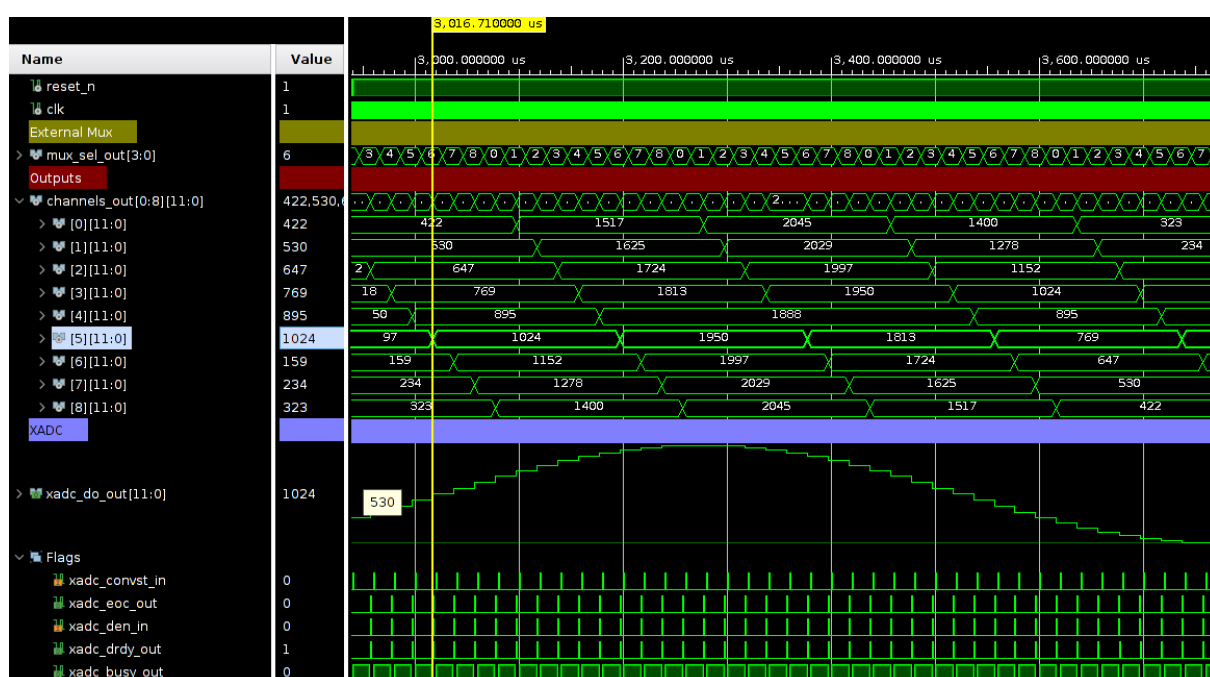 3,016.710000 us
Name Value 3,000.000000 us 3,200.000000 us 3,400.000000 us 3,600.000000 us
reset_n 1
clk 1
External Mux
mux_sel_out[3:0] 6 3 4 5 6 7 8 0 1 2 3 4 5 6 7 8 0 1 2 3 4 5 6 7 8 0 1 2 3 4 5 6 7 8 0 1 2 3 4 5 6 7
Outputs
channels_out[0:8][11:0] 422,530,6 2...
[0][11:0] 422 422 1517 2045 1400 323
[1][11:0] 530 530 1625 2029 1278 234
[2][11:0] 647 2 647 1724 1997 1152
[3][11:0] 769 18 769 1813 1950 1024
[4][11:0] 895 50 895 1888 895
[5][11:0] 1024 97 1024 1950 1813 769
[6][11:0] 159 159 1152 1997 1724 647
[7][11:0] 234 234 1278 2029 1625 530
[8][11:0] 323 323 1400 2045 1517 422
XADC
xadc_do_out[11:0] 1024 530
Flags
xadc_convst_in 0
xadc_eoc_out 0
xadc_den_in 0
xadc_drdy_out 1
xadc_busy_out 0